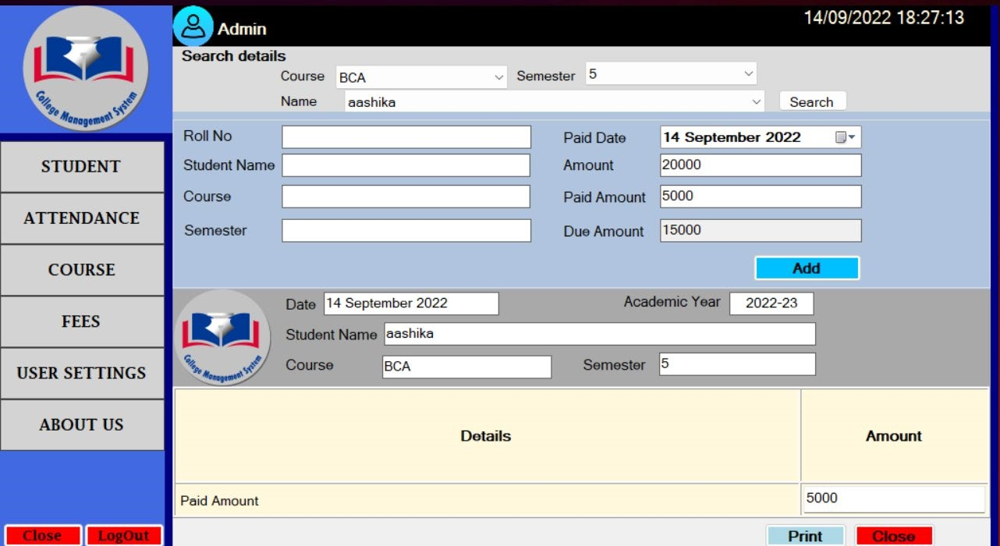 College Management System
Admin
14/09/2022 18:27:13
Search details
Course BCA Semester 5
Name aashika Search
STUDENT
ATTENDANCE
COURSE
FEES
USER SETTINGS
ABOUT US
Close LogOut
Roll No Paid Date 14 September 2022
Student Name Amount 20000
Course Paid Amount 5000
Semester Due Amount 15000
Add
Date 14 September 2022 Academic Year 2022-23
Student Name aashika
College Management System
Course BCA Semester 5
Details Amount
Paid Amount 5000
Print Close